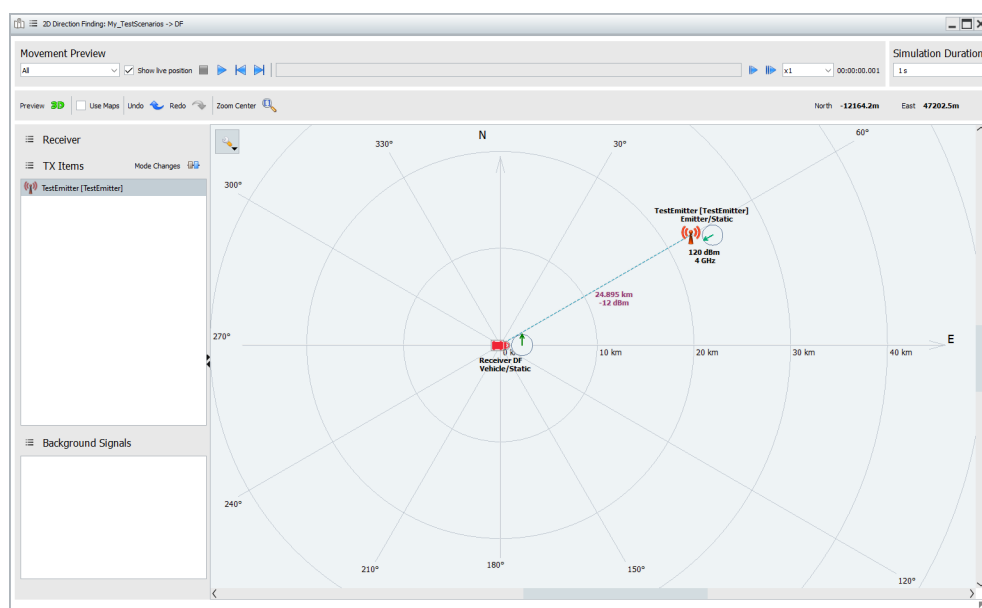 2D Direction Finding: My_TestScenarios -> DF
Movement Preview
Simulation Duration
All
Show live position
x1
00:00:00.001
1 s
Preview 3D
Use Maps
Undo
Redo
Zoom Center
North -12164.2m
East 47202.5m
Receiver
TX Items
Mode Changes
TestEmitter [TestEmitter]
Background Signals
N
330°
30°
60°
300°
TestEmitter [TestEmitter]
Emitter/Static
120 dBm
4 GHz
24.895 km
-12 dBm
270°
E
10 km
20 km
30 km
40 km
Receiver DF
Vehicle/Static
240°
210°
180°
150°
120°